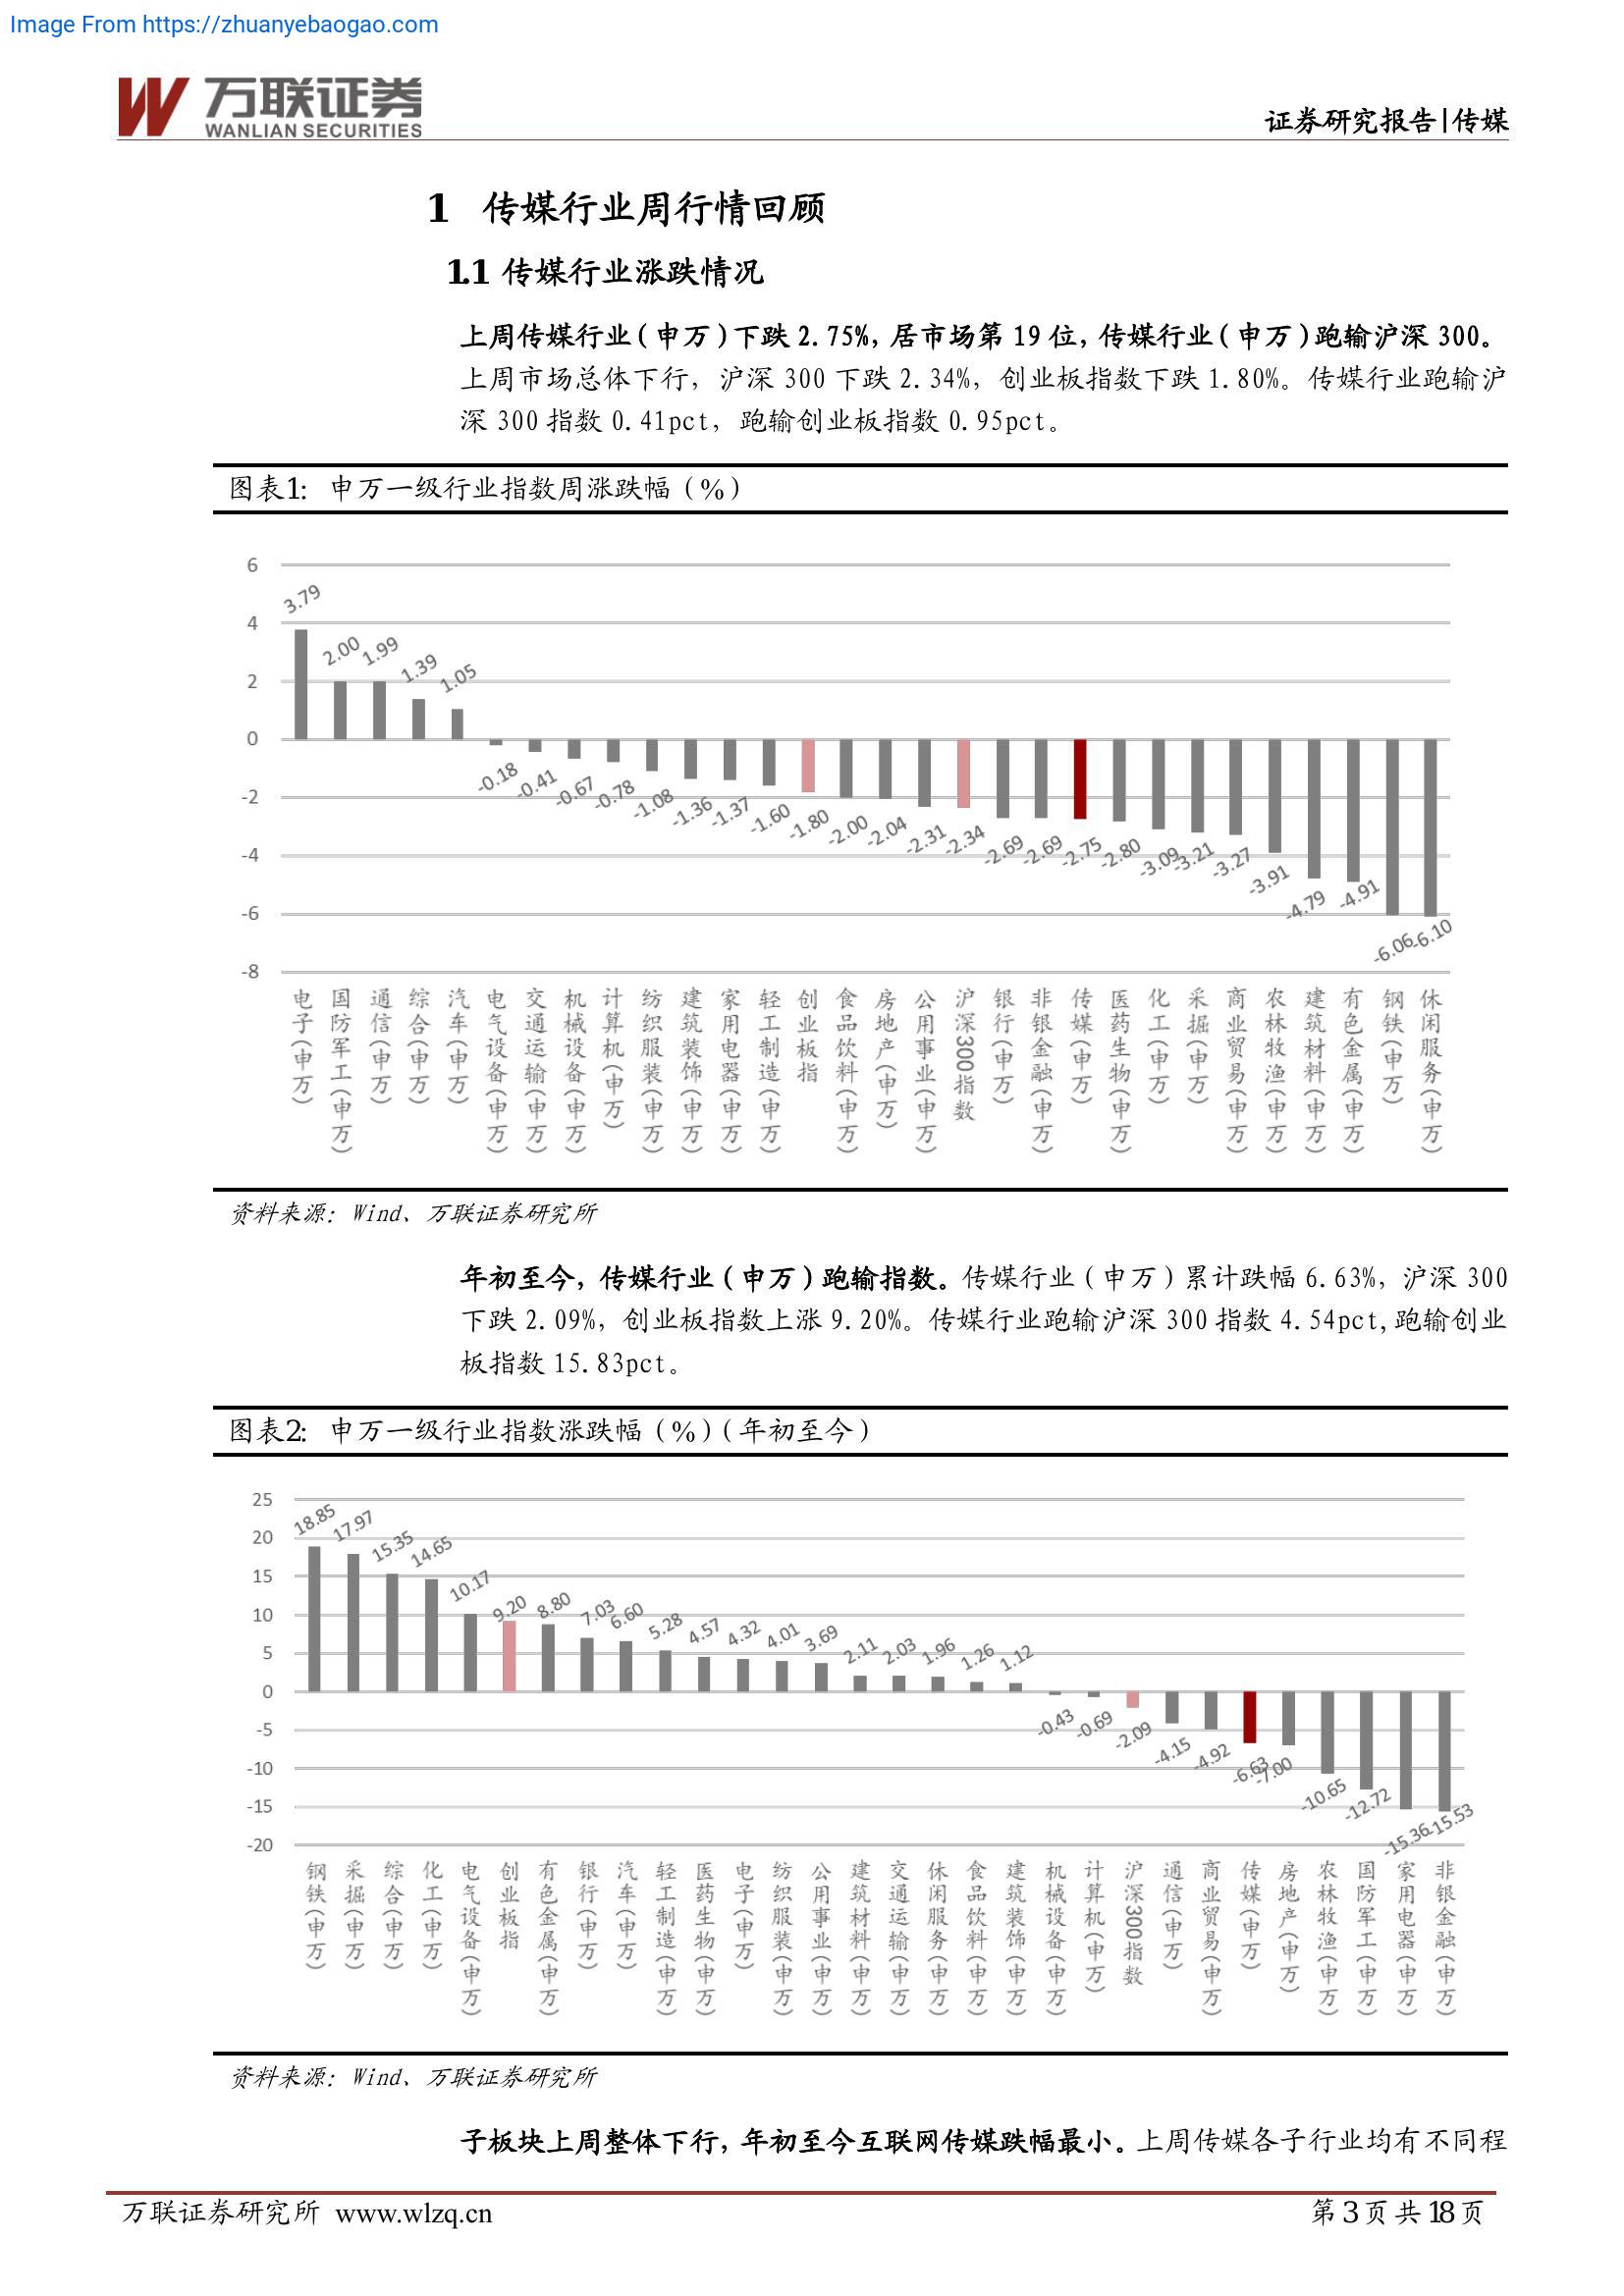 Image From https://zhuanyebaogao.com
万联证券
WANLIAN SECURITIES
证券研究报告|传媒
1 传媒行业周行情回顾
1.1 传媒行业涨跌情况
上周传媒行业（申万）下跌2.75%，居市场第19位，传媒行业（申万）跑输沪深300。
上周市场总体下行，沪深300下跌2.34%，创业板指数下跌1.80%。传媒行业跑输沪
深300指数0.41pct，跑输创业板指数0.95pct。
图表1：申万一级行业指数周涨跌幅（%）
6
4
2
0
-2
-4
-6
-8
3.79
2.00
1.99
1.39
1.05
-0.18
-0.41
-0.67
-0.78
-1.08
-1.36
-1.37
-1.60
-1.80
-2.00
-2.04
-2.31
-2.34
-2.69
-2.69
-2.75
-2.80
-3.09
-3.21
-3.27
-3.91
-4.79
-4.91
-6.06
-6.10
电子(申万)
国防军工(申万)
通信(申万)
综合(申万)
汽车(申万)
电气设备(申万)
交通运输(申万)
机械设备(申万)
计算机(申万)
纺织服装(申万)
建筑装饰(申万)
家用电器(申万)
轻工制造(申万)
创业板指
食品饮料(申万)
房地产(申万)
公用事业(申万)
沪深300指数
银行(申万)
非银金融(申万)
传媒(申万)
医药生物(申万)
化工(申万)
采掘(申万)
商业贸易(申万)
农林牧渔(申万)
建筑材料(申万)
有色金属(申万)
钢铁(申万)
休闲服务(申万)
资料来源：Wind、万联证券研究所
年初至今，传媒行业（申万）跑输指数。传媒行业（申万）累计跌幅6.63%，沪深300
下跌2.09%，创业板指数上涨9.20%。传媒行业跑输沪深300指数4.54pct,跑输创业
板指数15.83pct。
图表2：申万一级行业指数涨跌幅（%）（年初至今）
25
20
15
10
5
0
-5
-10
-15
-20
18.85
17.97
15.35
14.65
10.17
9.20
8.80
7.03
6.60
5.28
4.57
4.32
4.01
3.69
2.11
2.03
1.96
1.26
1.12
-0.43
-0.69
-2.09
-4.15
-4.92
-6.63
-7.00
-10.65
-12.72
-15.36
-15.53
钢铁(申万)
采掘(申万)
综合(申万)
化工(申万)
电气设备(申万)
创业板指
有色金属(申万)
银行(申万)
汽车(申万)
轻工制造(申万)
医药生物(申万)
电子(申万)
纺织服装(申万)
公用事业(申万)
建筑材料(申万)
交通运输(申万)
休闲服务(申万)
食品饮料(申万)
建筑装饰(申万)
机械设备(申万)
计算机(申万)
沪深300指数
通信(申万)
商业贸易(申万)
传媒(申万)
房地产(申万)
农林牧渔(申万)
国防军工(申万)
家用电器(申万)
非银金融(申万)
资料来源：Wind、万联证券研究所
子板块上周整体下行，年初至今互联网传媒跌幅最小。上周传媒各子行业均有不同程
万联证券研究所 www.wlzq.cn
第3页共18页